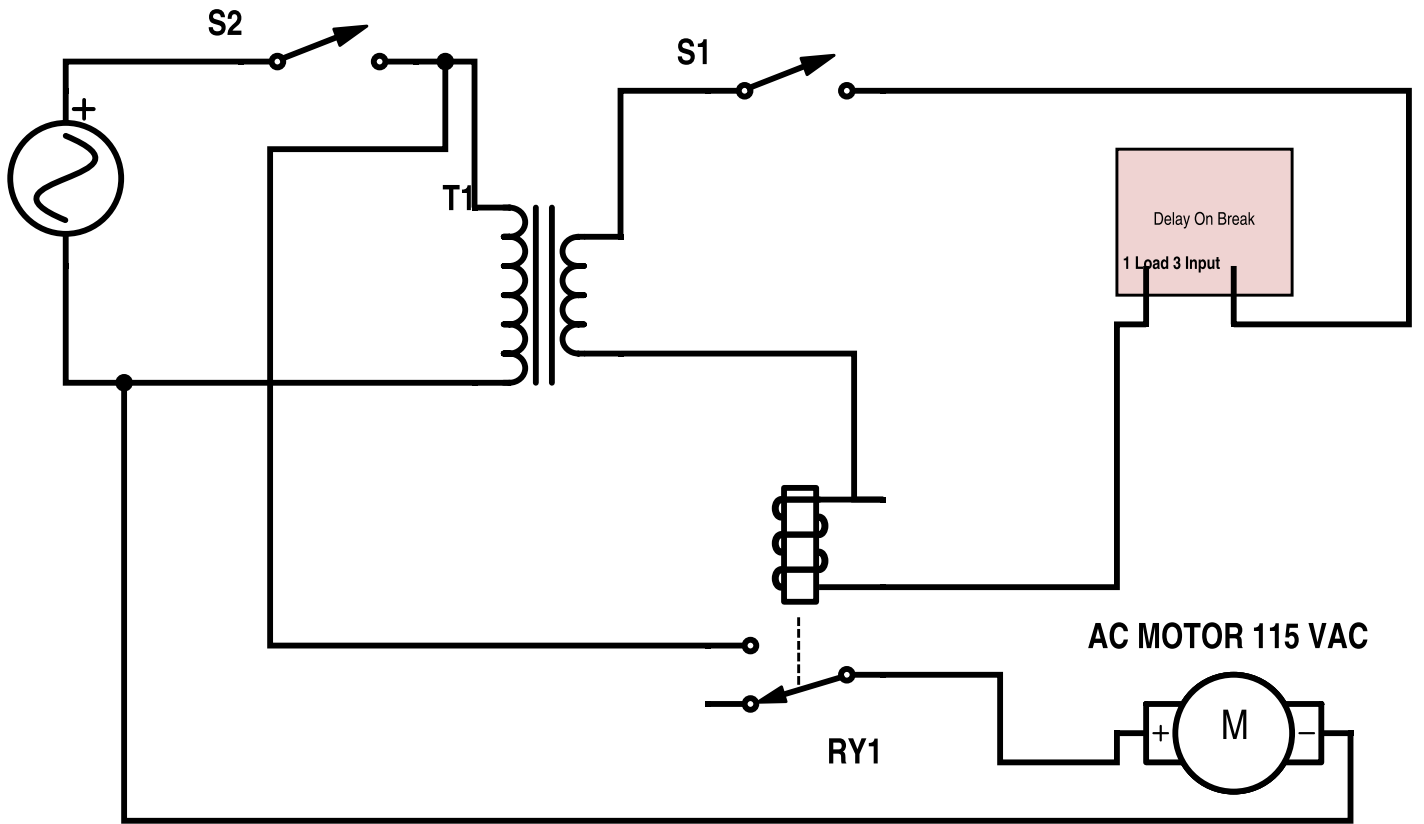 S2
S1
+
T1
Delay On Break
1 Load 3 Input
AC MOTOR 115 VAC
+ M −
RY1